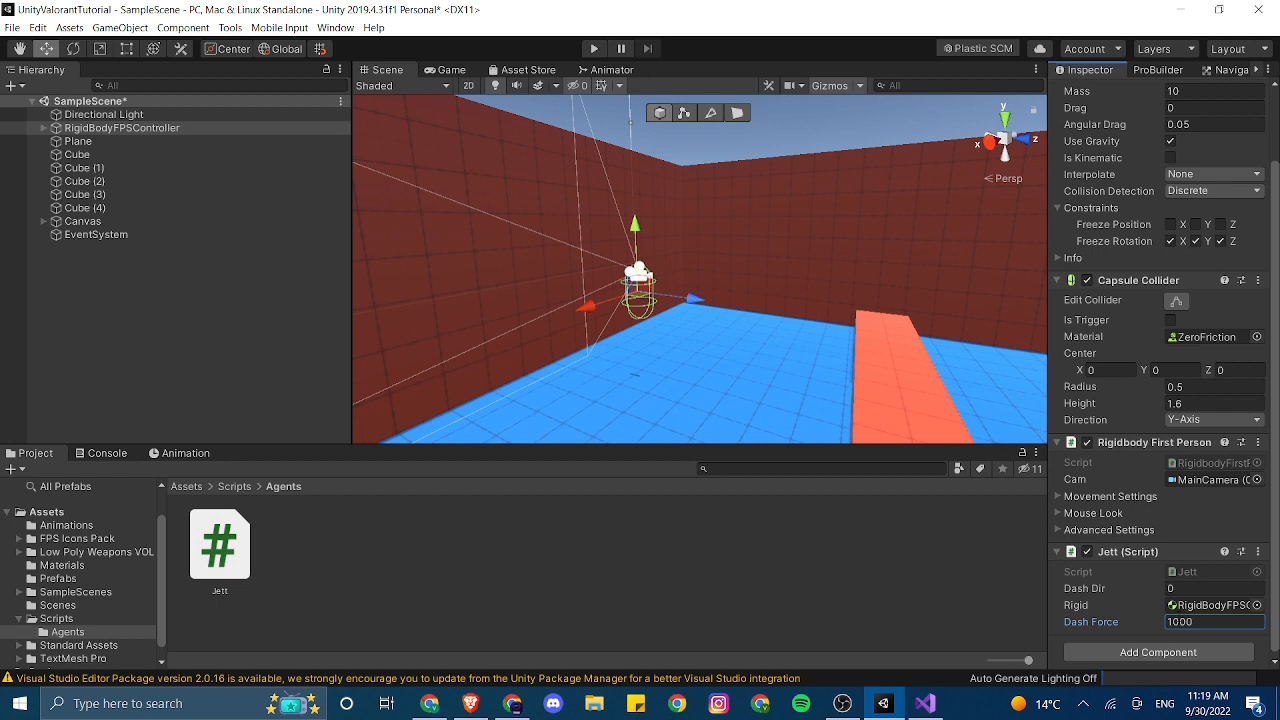 UnityValorantTutorial - SampleScene - PC, Mac & Linux Standalone - Unity 2019.4.31f1 Personal* <DX11>
File Edit Assets GameObject Component Tools Mobile Input Window Help
Center Global Plastic SCM Account Layers Layout
Hierarchy Scene Game Asset Store Animator Inspector ProBuilder Naviga
All Shaded 2D 0 Gizmos All
SampleScene*
Directional Light
RigidBodyFPSController
Plane
Cube
Cube (1)
Cube (2)
Cube (3)
Cube (4)
Canvas
EventSystem
y
x
z
< Persp
Mass 10
Drag 0
Angular Drag 0.05
Use Gravity
Is Kinematic
Interpolate None
Collision Detection Discrete
Constraints
Freeze Position X Y Z
Freeze Rotation X Y Z
Info
Capsule Collider
Edit Collider
Is Trigger
Material ZeroFriction
Center
X 0 Y 0 Z 0
Radius 0.5
Height 1.6
Direction Y-Axis
Rigidbody First Person
Script RigidbodyFirstF
Cam MainCamera (C
Movement Settings
Mouse Look
Advanced Settings
Jett (Script)
Script Jett
Dash Dir 0
Rigid RigidBodyFPSC
Dash Force 1000
Add Component
Project Console Animation
11
All Prefabs
Assets > Scripts > Agents
Assets
Animations
FPS Icons Pack
Low Poly Weapons VOL
Materials
Prefabs
SampleScenes
Scenes
Scripts
Agents
Standard Assets
TextMesh Pro
#
Jett
Visual Studio Editor Package version 2.0.16 is available, we strongly encourage you to update from the Unity Package Manager for a better Visual Studio integration
Auto Generate Lighting Off
Type here to search
14°C ENG
11:19 AM
9/30/2022
4